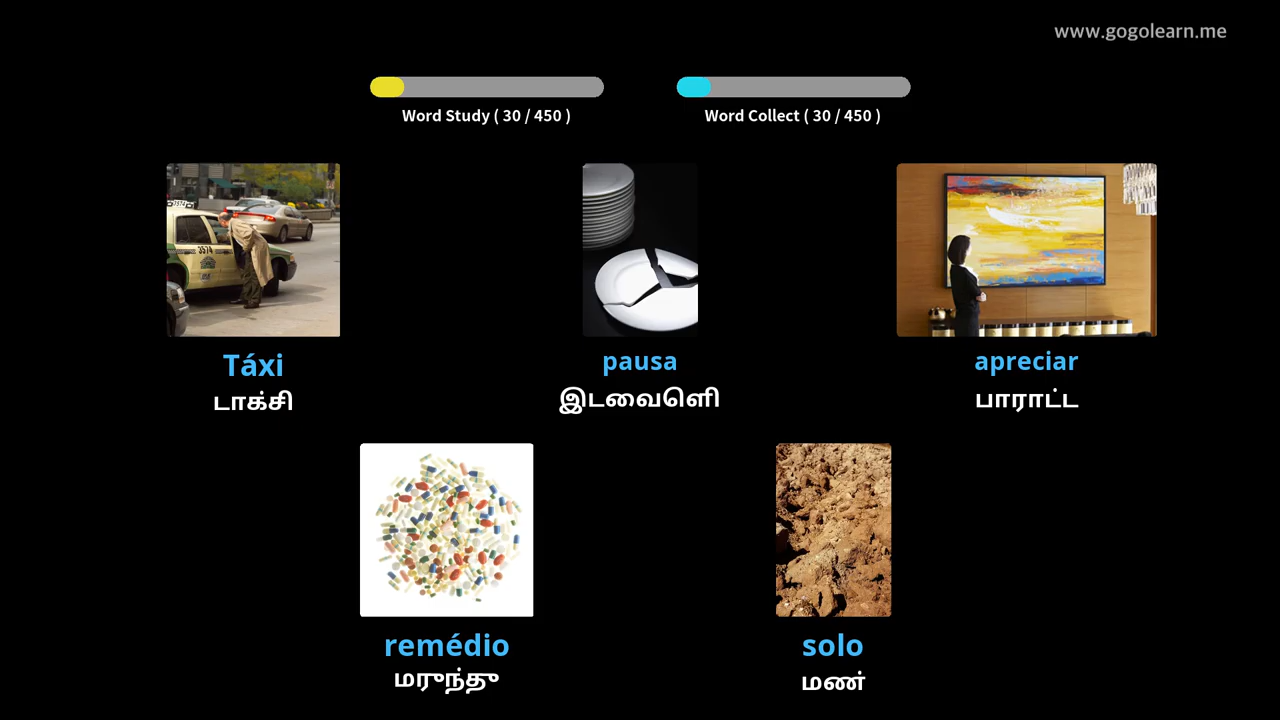 www.gogolearn.me
Word Study ( 30 / 450 )
Word Collect ( 30 / 450 )
3574
Táxi
டாக்சி
pausa
இடைவெளி
apreciar
பாராட்ட
remédio
மருந்து
solo
மண்